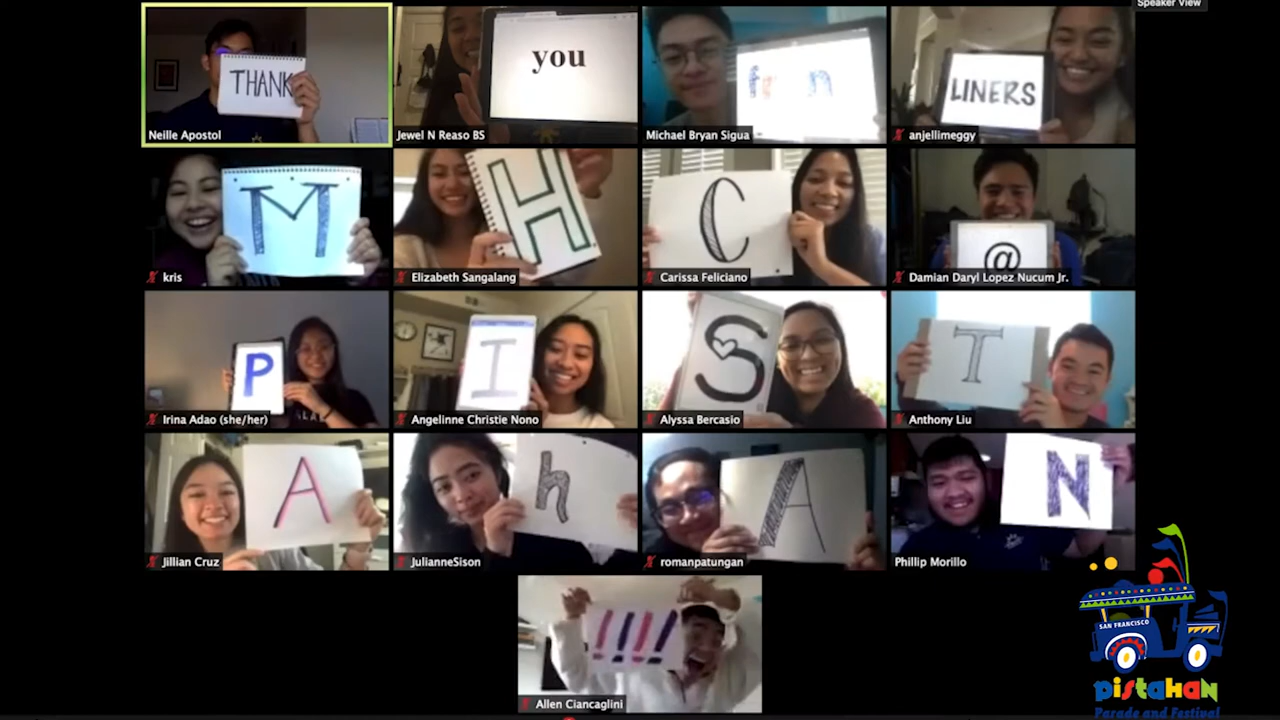 Speaker View
THANK
you
from
LINERS
Neille Apostol
Jewel N Reaso BS
Michael Bryan Sigua
anjellimeggy
M
H
C
@
kris
Elizabeth Sangalang
Carissa Feliciano
Damian Daryl Lopez Nucum Jr.
P
I
S
T
Irina Adao (she/her)
Angelinne Christie Nono
Alyssa Bercasio
Anthony Liu
A
h
A
N
Jillian Cruz
JulianneSison
romanpatungan
Phillip Morillo
!!!!
Allen Ciancaglini
SAN FRANCISCO
pistahan
Parade and Festival